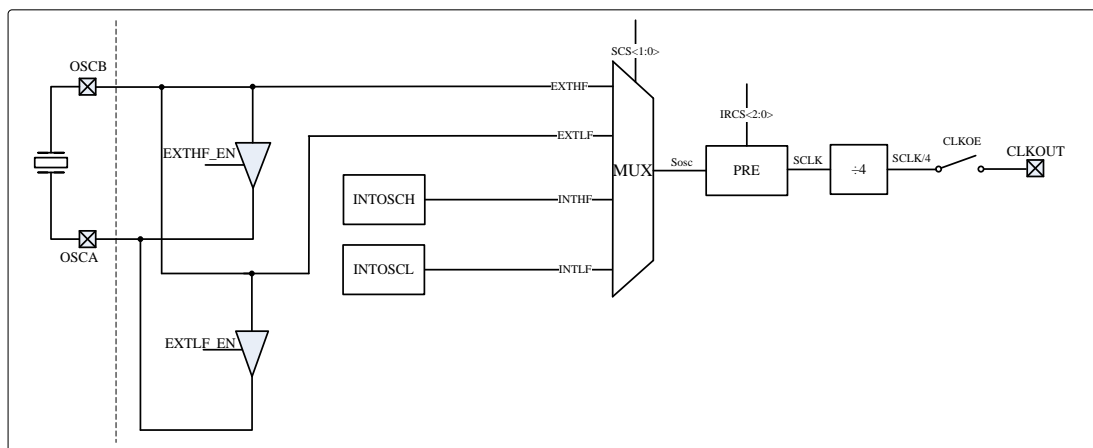 SCS<1:0>
OSCB
EXTHF
IRCS<2:0>
EXTLF
EXTHF_EN
CLKOE
MUX
Sosc
PRE
SCLK
÷4
SCLK/4
CLKOUT
INTOSCH
INTHF
OSCA
INTOSCL
INTLF
EXTLF_EN